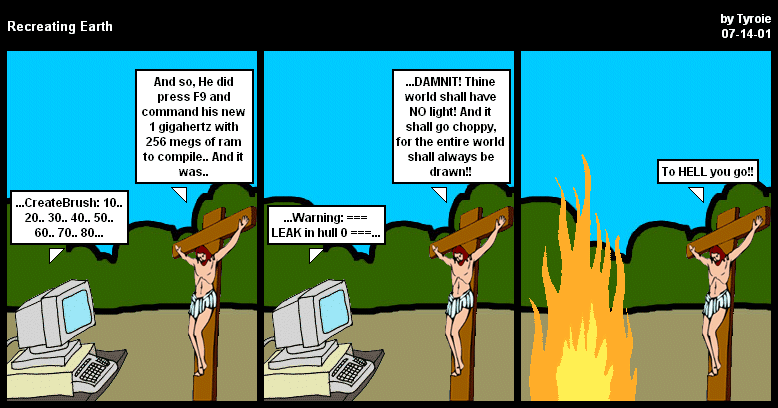 Recreating Earth
by Tyroie
07-14-01
And so, He did
press F9 and
command his new
1 gigahertz with
256 megs of ram
to compile.. And it
was..
...CreateBrush: 10..
20.. 30.. 40.. 50..
60.. 70.. 80...
...DAMNIT! Thine
world shall have
NO light! And it
shall go choppy,
for the entire world
shall always be
drawn!!
...Warning: ===
LEAK in hull 0 ===...
To HELL you go!!